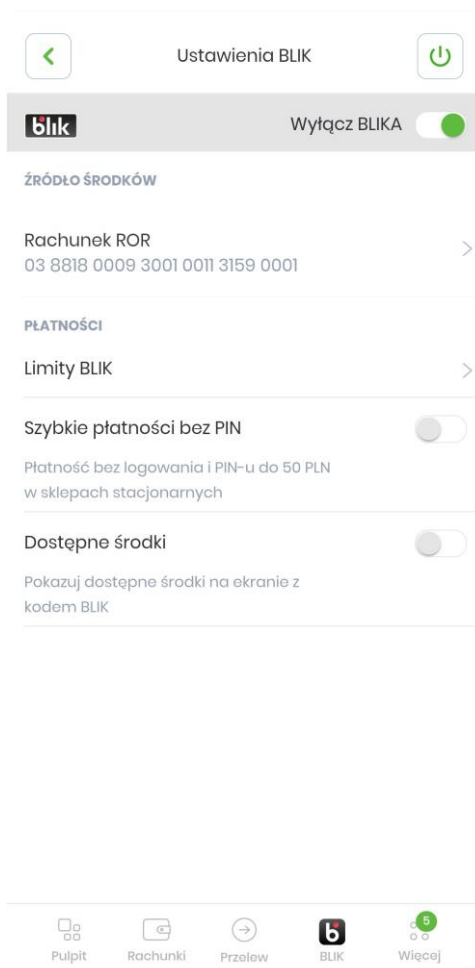 Ustawienia BLIK
blik
Wyłącz BLIKA
ŹRÓDŁO ŚRODKÓW
Rachunek ROR
03 8818 0009 3001 0011 3159 0001
PŁATNOŚCI
Limity BLIK
Szybkie płatności bez PIN
Płatność bez logowania i PIN-u do 50 PLN
w sklepach stacjonarnych
Dostępne środki
Pokazuj dostępne środki na ekranie z
kodem BLIK
b
5
Pulpit
Rachunki
Przelew
BLIK
Więcej